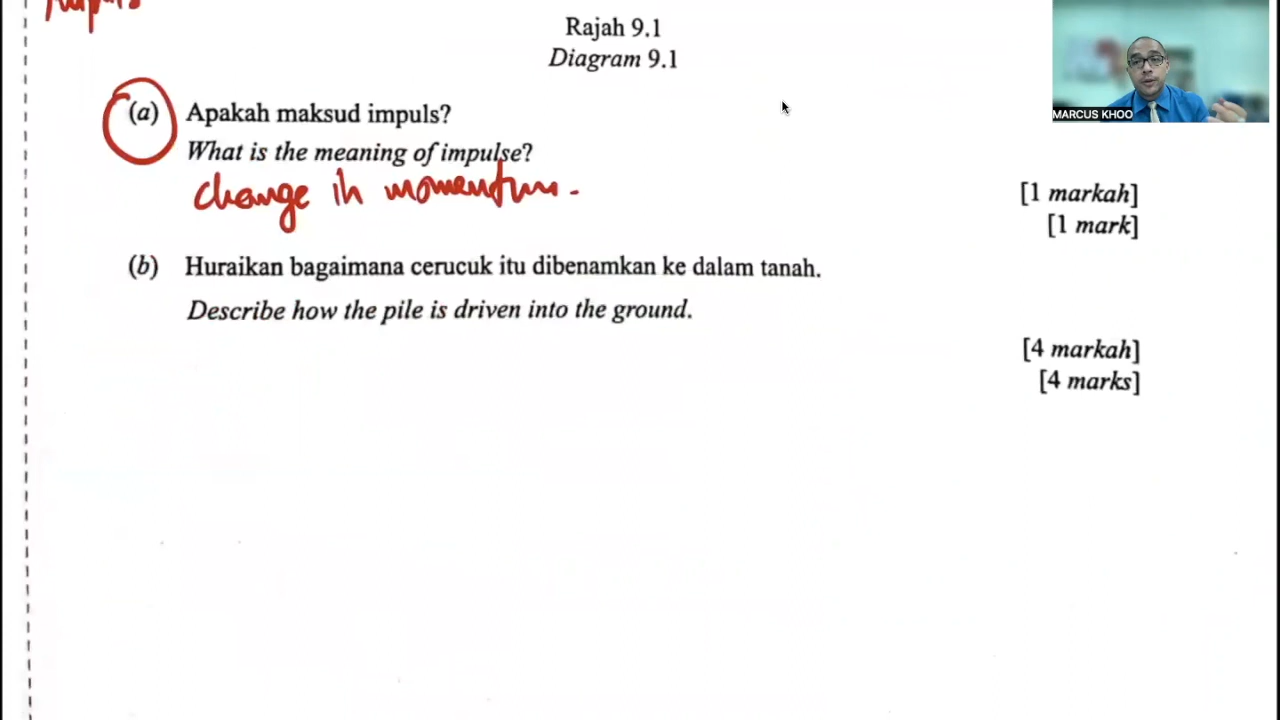 Rajah 9.1
Diagram 9.1
MARCUS KHOO
(a) Apakah maksud impuls?
What is the meaning of impulse?
change in momentum.
[1 markah]
[1 mark]
(b) Huraikan bagaimana cerucuk itu dibenamkan ke dalam tanah.
Describe how the pile is driven into the ground.
[4 markah]
[4 marks]